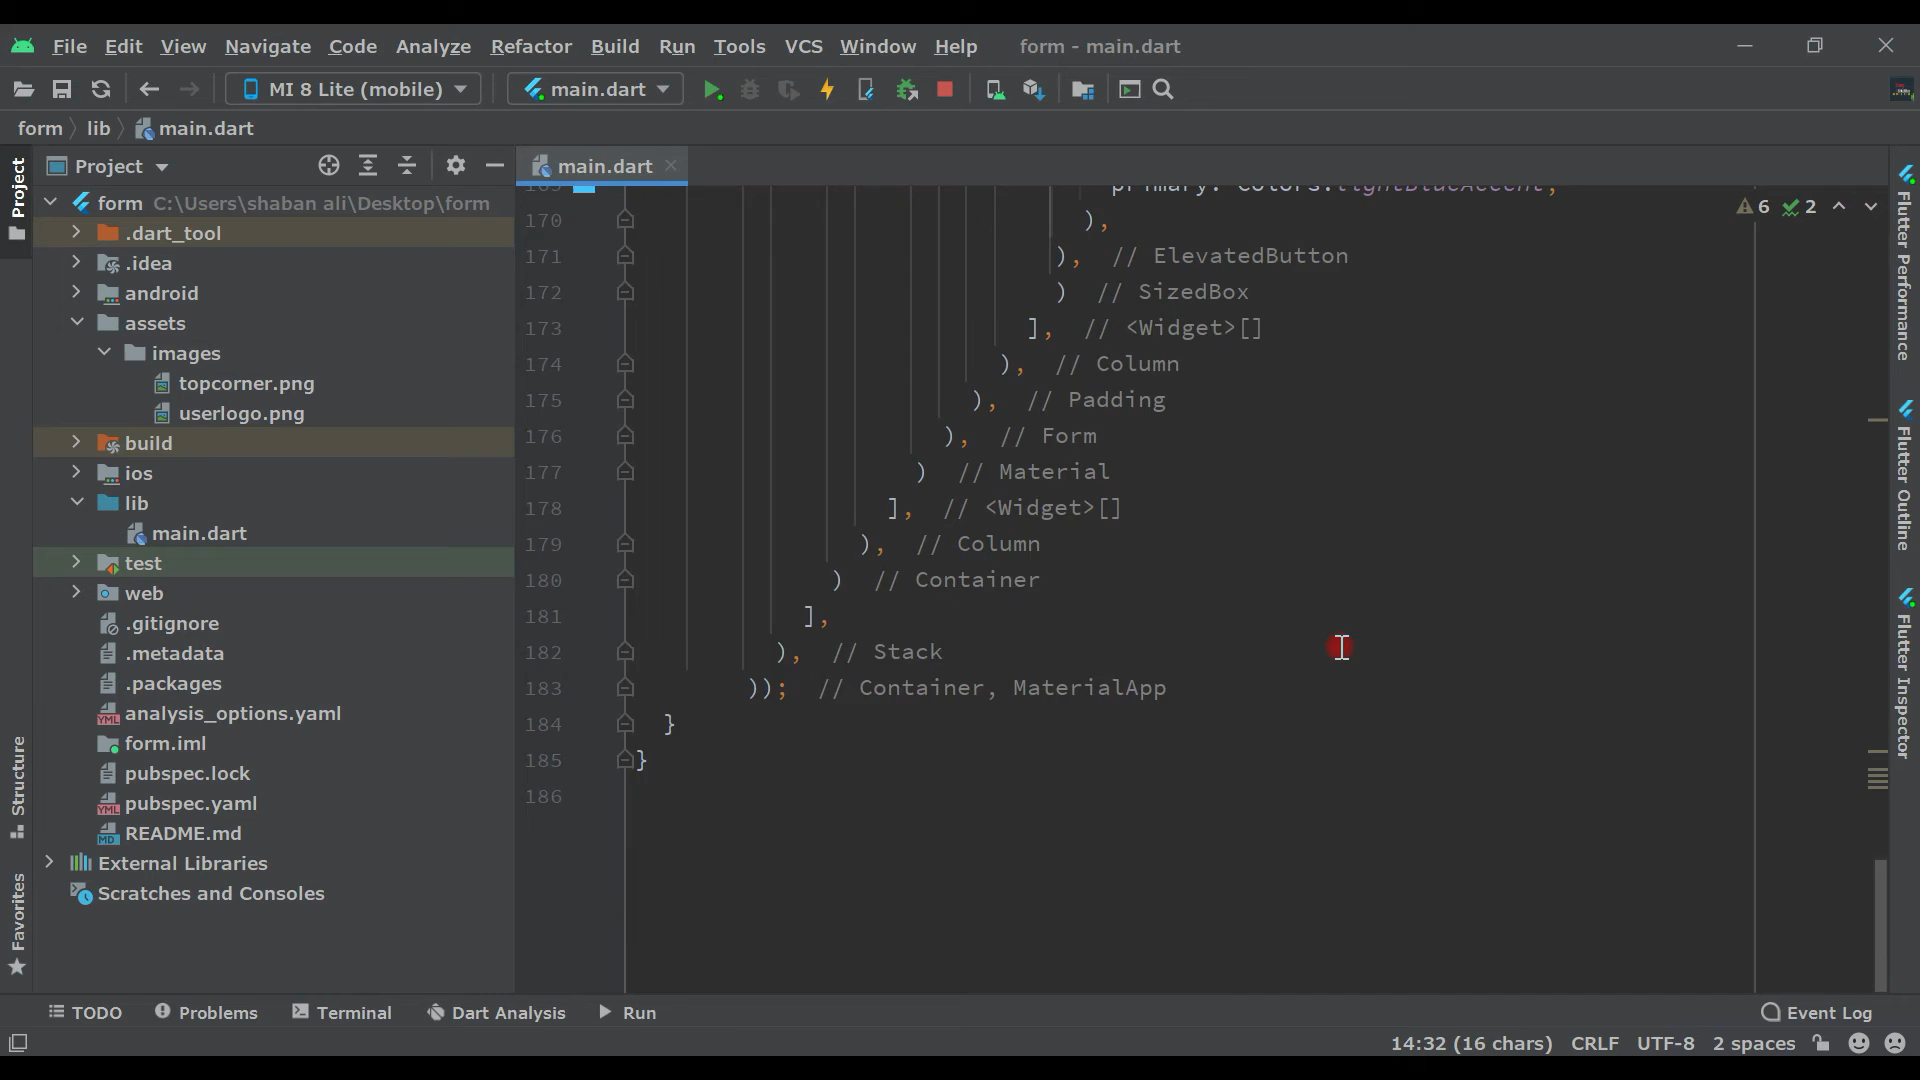 File Edit View Navigate Code Analyze Refactor Build Run Tools VCS Window Help form - main.dart
MI 8 Lite (mobile) main.dart
form lib main.dart
Project
main.dart
form C:\Users\shaban ali\Desktop\form
.dart_tool
.idea
android
assets
images
topcorner.png
userlogo.png
build
ios
lib
main.dart
test
web
.gitignore
.metadata
.packages
analysis_options.yaml
form.iml
pubspec.lock
pubspec.yaml
README.md
External Libraries
Scratches and Consoles
Project
Structure
Favorites
169 primary: Colors.lightBlueAccent,
170 ),
171 ), // ElevatedButton
172 ) // SizedBox
173 ], // <Widget>[]
174 ), // Column
175 ), // Padding
176 ), // Form
177 ) // Material
178 ], // <Widget>[]
179 ), // Column
180 ) // Container
181 ],
182 ), // Stack
183 )); // Container, MaterialApp
184 }
185 }
186
6 2
Flutter Performance
Flutter Outline
Flutter Inspector
TODO Problems Terminal Dart Analysis Run Event Log
14:32 (16 chars) CRLF UTF-8 2 spaces